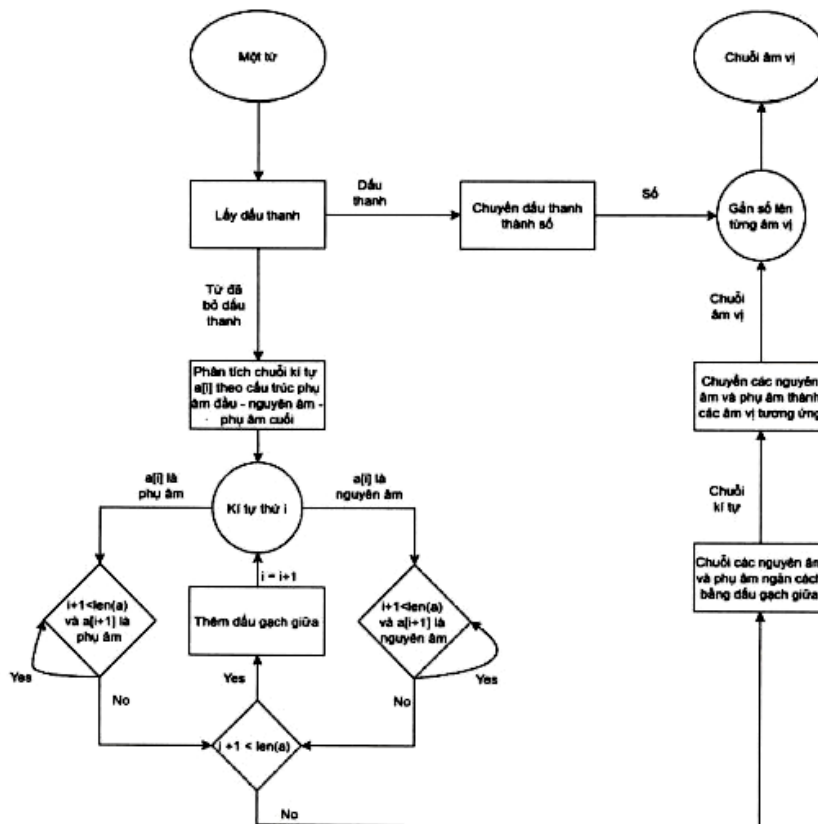 Một từ
Chuỗi âm vị
Lấy dấu thanh
Dấu
thanh
Chuyển dấu thanh
thành số
Số
Gắn số lên
từng âm vị
Từ đã
bỏ dấu
thanh
Chuỗi
âm vị
Phân tích chuỗi kí tự
a[i] theo cấu trúc phụ
âm đầu - nguyên âm -
phụ âm cuối
Chuyển các nguyên
âm và phụ âm thành
các âm vị tương ứng
a[i] là
phụ âm
Kí tự thứ i
a[i] là
nguyên âm
Chuỗi
kí tự
i = i+1
i+1<len(a)
và a[i+1] là
phụ âm
Thêm dấu gạch giữa
i+1<len(a)
và a[i+1] là
nguyên âm
Chuỗi các nguyên âm
và phụ âm ngăn cách
bằng dấu gạch giữa
Yes
Yes
Yes
No
No
i +1 < len(a)
No